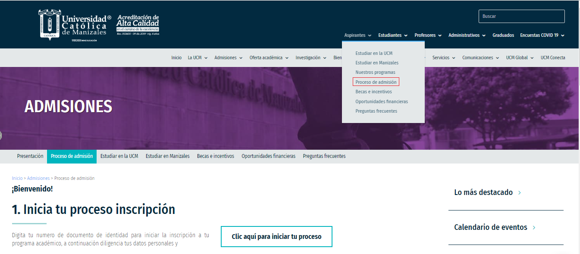 Universidad
Católica
de Manizales
Acreditación de
Alta Calidad
Buscar
Aspirantes Estudiantes Profesores Administrativos Graduados Encuestas COVID 19
Inicio La UCM Admisiones Oferta académica Investigación Servicios Comunicaciones UCM Global UCM Conecta
Estudiar en la UCM
Estudiar en Manizales
Nuestros programas
Proceso de admisión
Becas e incentivos
Oportunidades financieras
Preguntas frecuentes
ADMISIONES
Presentación Proceso de admisión Estudiar en la UCM Estudiar en Manizales Becas e incentivos Oportunidades financieras Preguntas frecuentes
Inicio > Admisiones > Proceso de admisión
¡Bienvenido!
1. Inicia tu proceso inscripción
Digita tu numero de documento de identidad para iniciar la inscripción a tu
programa académico, a continuación diligencia tus datos personales y
Clic aquí para iniciar tu proceso
Lo más destacado >
Calendario de eventos >